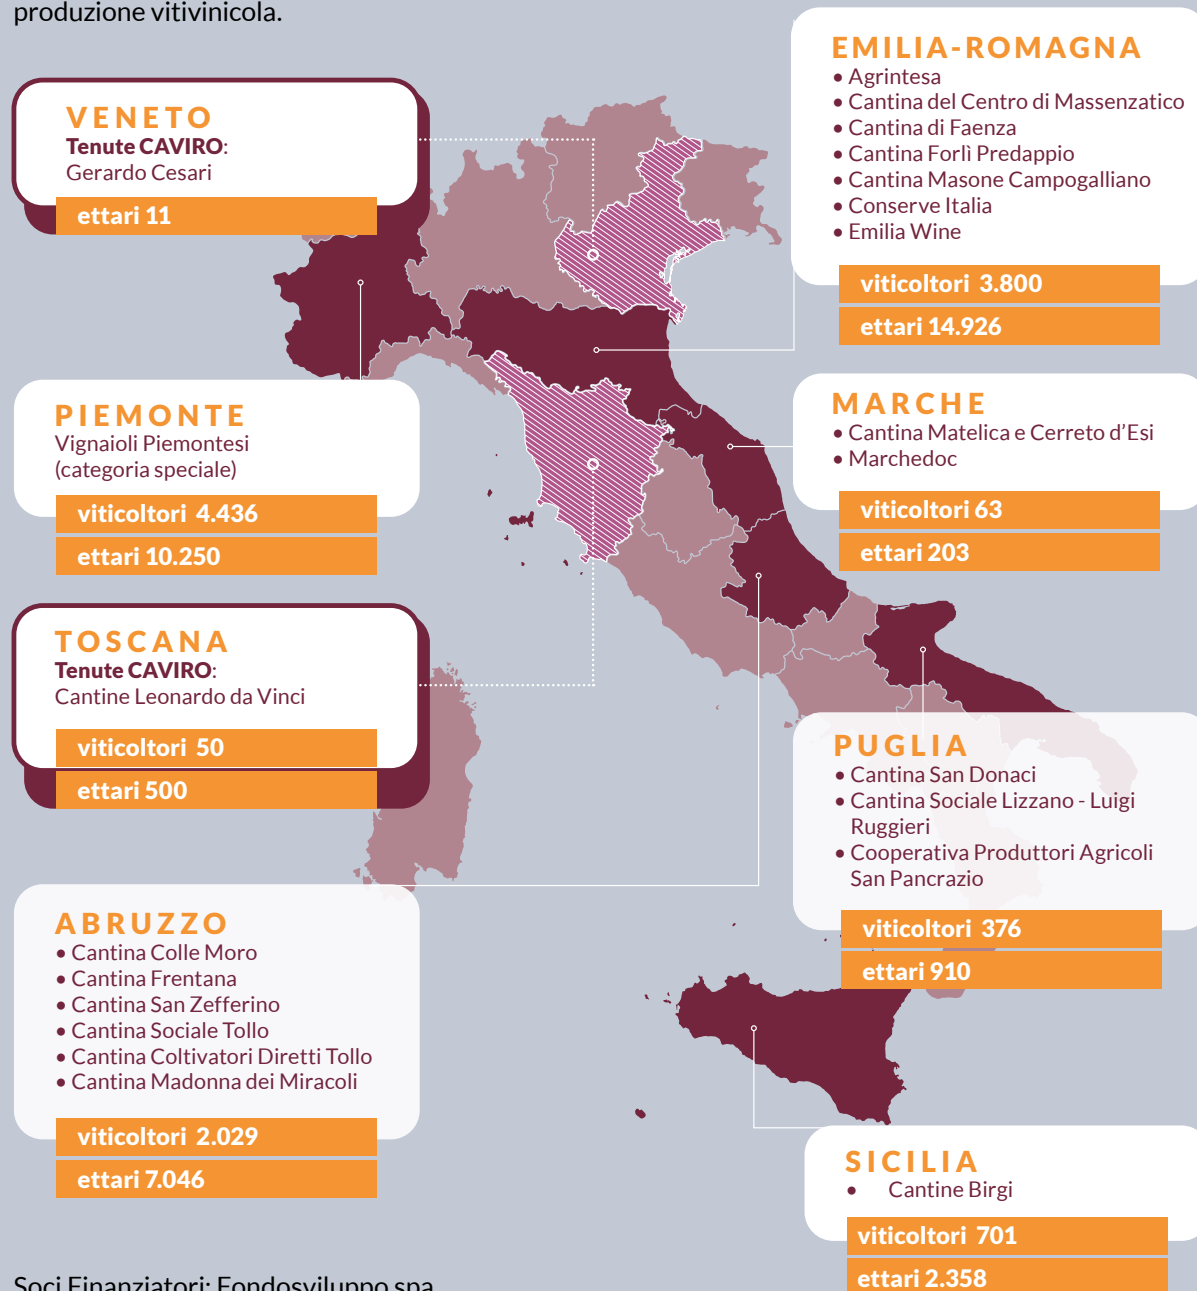 produzione vitivinicola.
VENETO
Tenute CAVIRO:
Gerardo Cesari
ettari 11
EMILIA-ROMAGNA
• Agrintesa
• Cantina del Centro di Massenzatico
• Cantina di Faenza
• Cantina Forlì Predappio
• Cantina Masone Campogalliano
• Conserve Italia
• Emilia Wine
viticoltori 3.800
ettari 14.926
PIEMONTE
Vignaioli Piemontesi
(categoria speciale)
viticoltori 4.436
ettari 10.250
MARCHE
• Cantina Matelica e Cerreto d'Esi
• Marchedoc
viticoltori 63
ettari 203
TOSCANA
Tenute CAVIRO:
Cantine Leonardo da Vinci
viticoltori 50
ettari 500
PUGLIA
• Cantina San Donaci
• Cantina Sociale Lizzano - Luigi
Ruggieri
• Cooperativa Produttori Agricoli
San Pancrazio
viticoltori 376
ettari 910
ABRUZZO
• Cantina Colle Moro
• Cantina Frentana
• Cantina San Zefferino
• Cantina Sociale Tollo
• Cantina Coltivatori Diretti Tollo
• Cantina Madonna dei Miracoli
viticoltori 2.029
ettari 7.046
SICILIA
• Cantine Birgi
viticoltori 701
ettari 2.358
Soci Finanziatori: Fondosviluppo spa